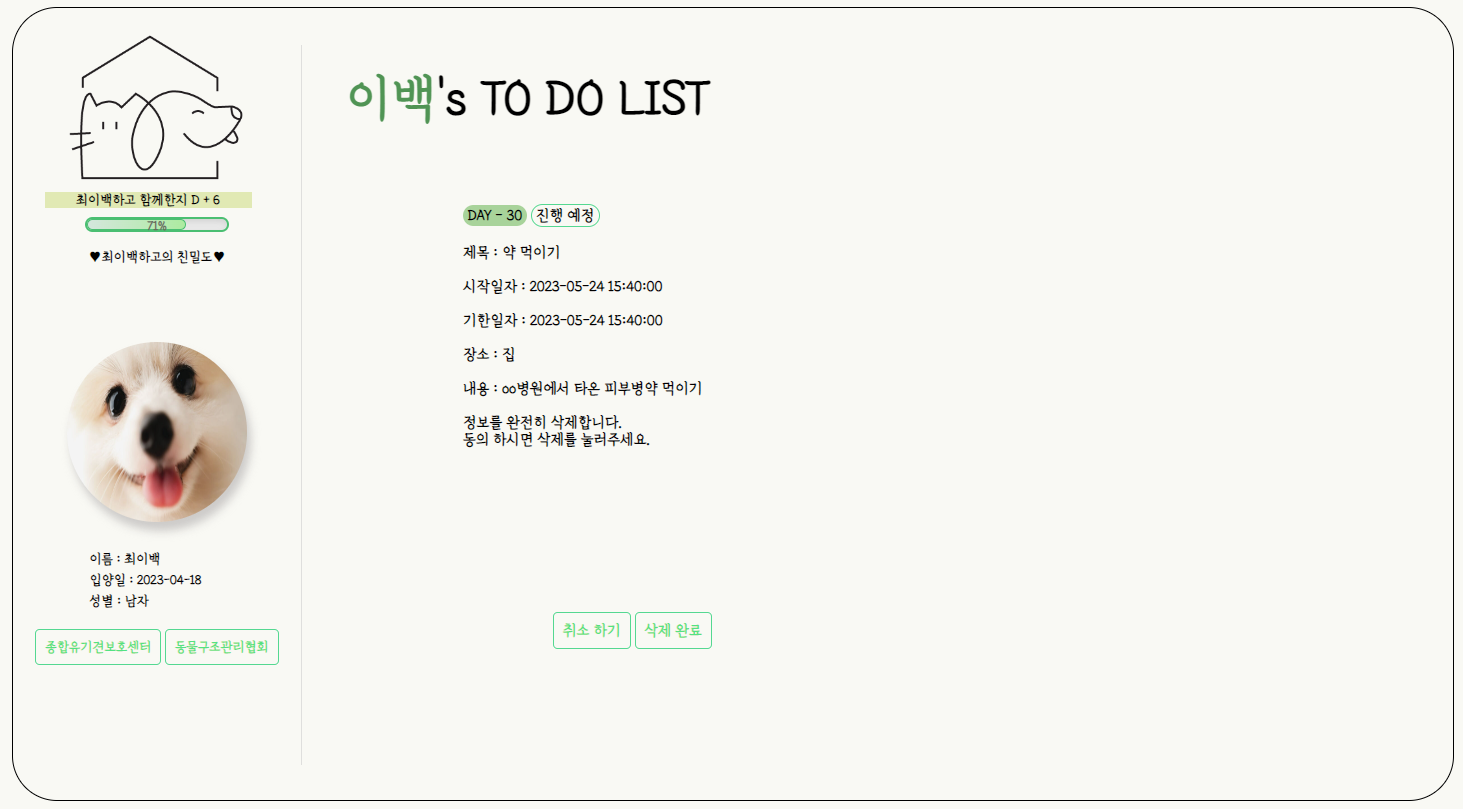 최이백하고 함께한지 D + 6
71%
♥최이백하고의 친밀도♥
이름 : 최이백
입양일 : 2023-04-18
성별 : 남자
종합유기견보호센터
동물구조관리협회
이백's TO DO LIST
DAY - 30 진행 예정
제목 : 약 먹이기
시작일자 : 2023-05-24 15:40:00
기한일자 : 2023-05-24 15:40:00
장소 : 집
내용 : oo병원에서 타온 피부병약 먹이기
정보를 완전히 삭제합니다.
동의 하시면 삭제를 눌러주세요.
취소 하기
삭제 완료